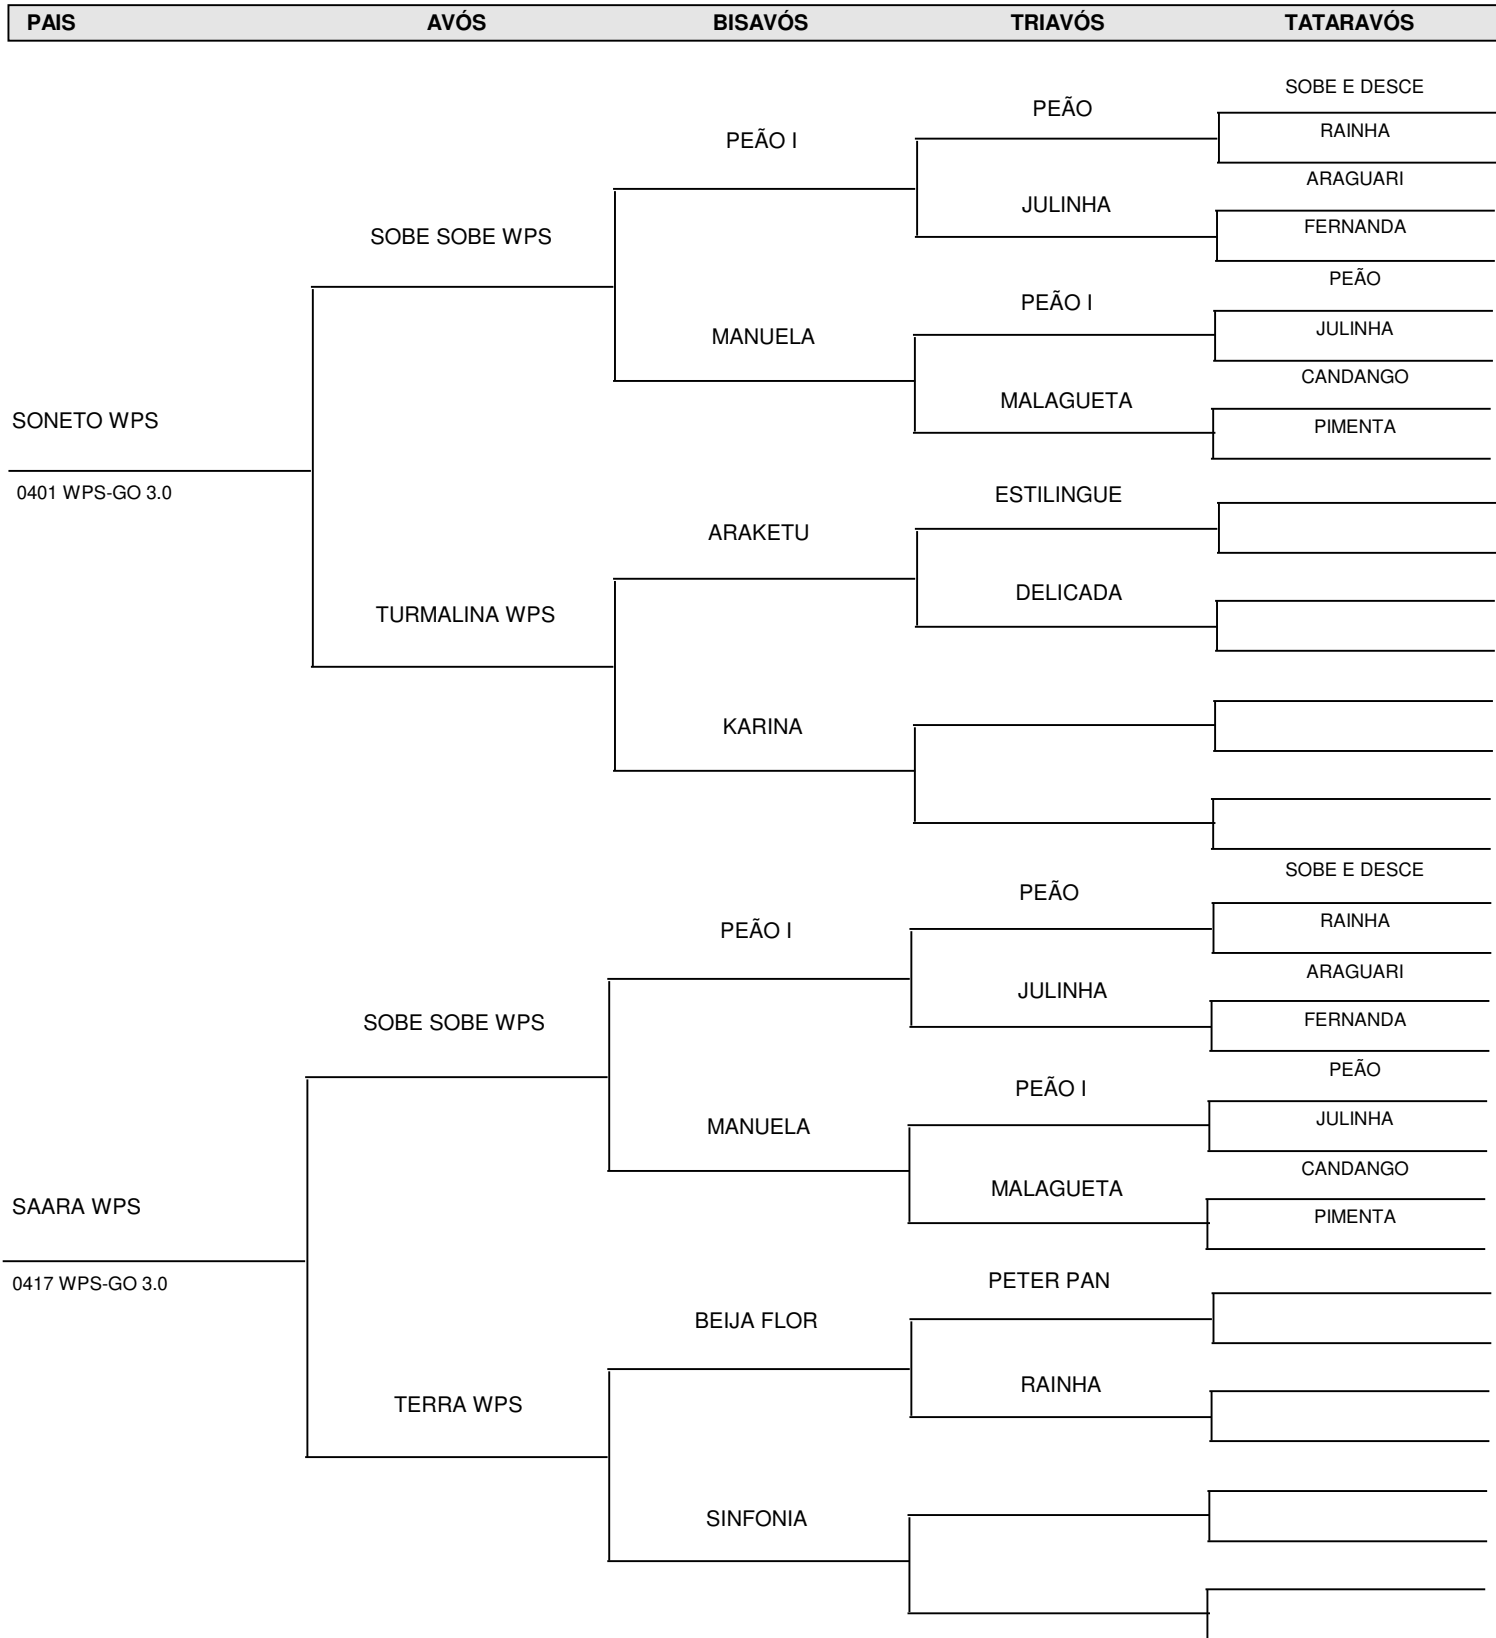 PAIS AVÓS BISAVÓS TRIAVÓS TATARAVÓS
SOBE E DESCE
PEÃO
RAINHA
PEÃO I
ARAGUARI
JULINHA
FERNANDA
SOBE SOBE WPS
PEÃO
PEÃO I
JULINHA
MANUELA
CANDANGO
MALAGUETA
SONETO WPS
PIMENTA
0401 WPS-GO 3.0
ESTILINGUE
ARAKETU
DELICADA
TURMALINA WPS
KARINA
SOBE E DESCE
PEÃO
RAINHA
PEÃO I
ARAGUARI
JULINHA
FERNANDA
SOBE SOBE WPS
PEÃO
PEÃO I
JULINHA
MANUELA
CANDANGO
MALAGUETA
SAARA WPS
PIMENTA
0417 WPS-GO 3.0
PETER PAN
BEIJA FLOR
RAINHA
TERRA WPS
SINFONIA